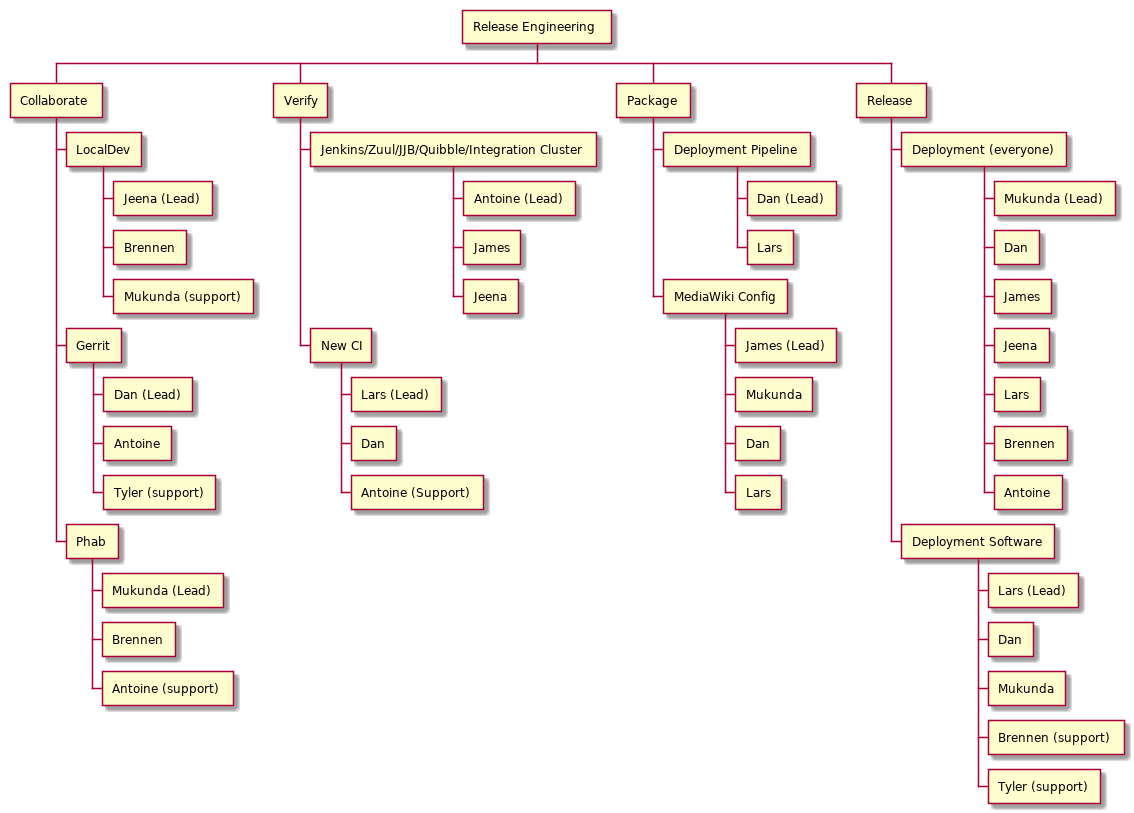 Release Engineering
Collaborate
LocalDev
Jeena (Lead)
Brennen
Mukunda (support)
Gerrit
Dan (Lead)
Antoine
Tyler (support)
Phab
Mukunda (Lead)
Brennen
Antoine (support)
Verify
Jenkins/Zuul/JJB/Quibble/Integration Cluster
Antoine (Lead)
James
Jeena
New CI
Lars (Lead)
Dan
Antoine (Support)
Package
Deployment Pipeline
Dan (Lead)
Lars
MediaWiki Config
James (Lead)
Mukunda
Dan
Lars
Release
Deployment (everyone)
Mukunda (Lead)
Dan
James
Jeena
Lars
Brennen
Antoine
Deployment Software
Lars (Lead)
Dan
Mukunda
Brennen (support)
Tyler (support)